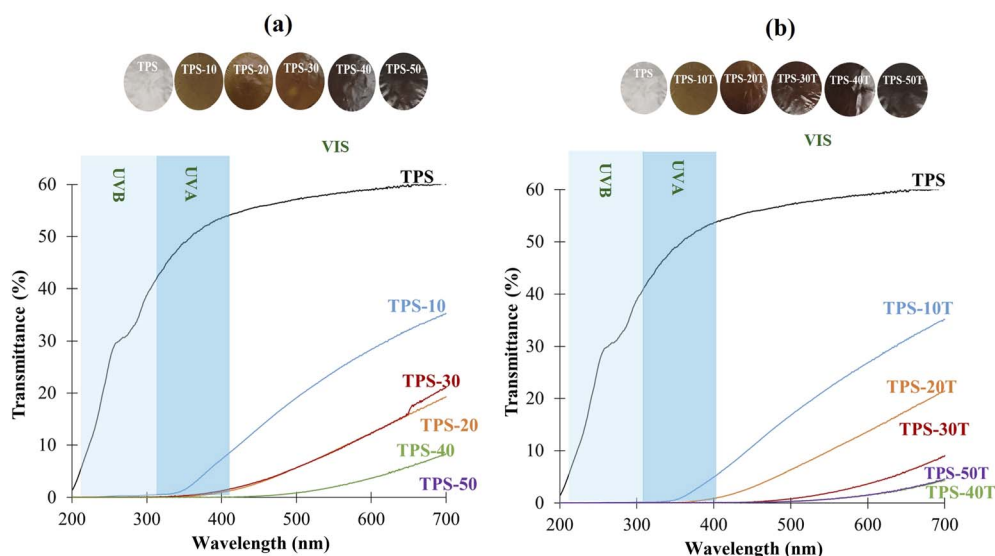 (a)
TPS TPS-10 TPS-20 TPS-30 TPS-40 TPS-50
VIS
UVB
UVA
TPS
TPS-10
TPS-30
TPS-20
TPS-40
TPS-50
Transmittance (%)
60
50
40
30
20
10
0
200 300 400 500 600 700
Wavelength (nm)
(b)
TPS TPS-10T TPS-20T TPS-30T TPS-40T TPS-50T
VIS
UVB
UVA
TPS
TPS-10T
TPS-20T
TPS-30T
TPS-50T
TPS-40T
Transmittance (%)
60
50
40
30
20
10
0
200 300 400 500 600 700
Wavelength (nm)